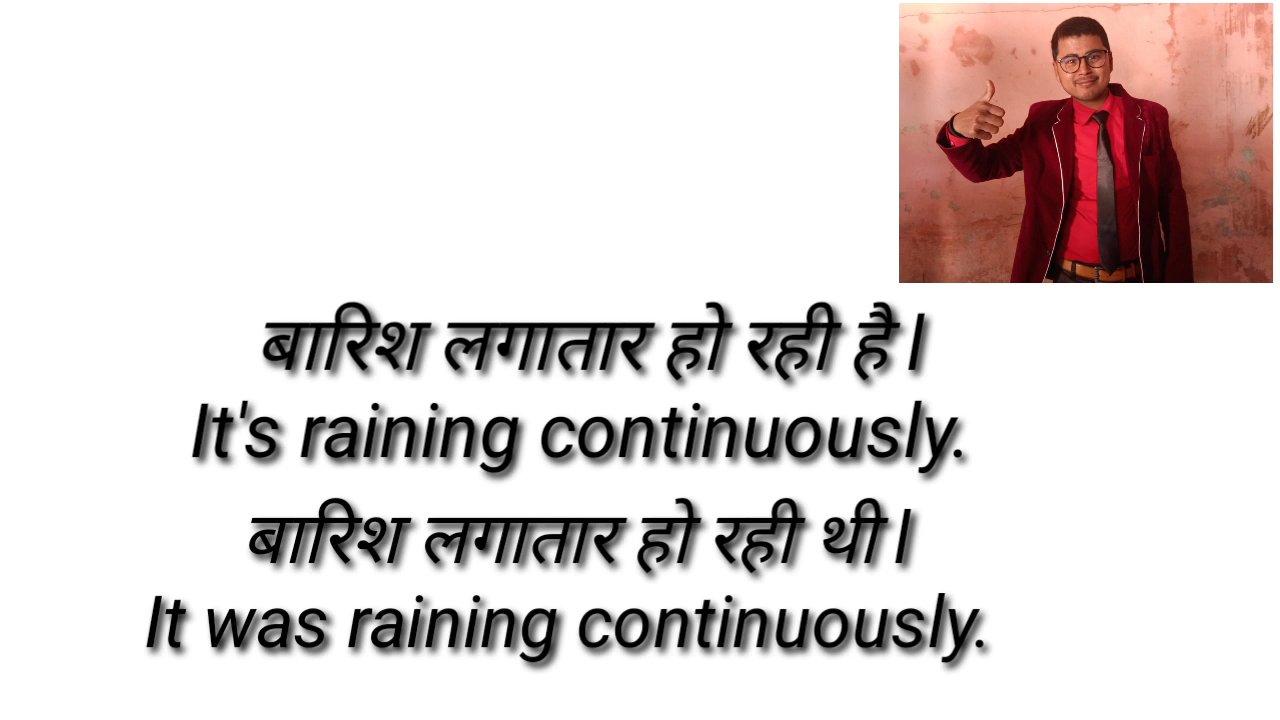 बारिश लगातार हो रही है।
It's raining continuously.
बारिश लगातार हो रही थी।
It was raining continuously.